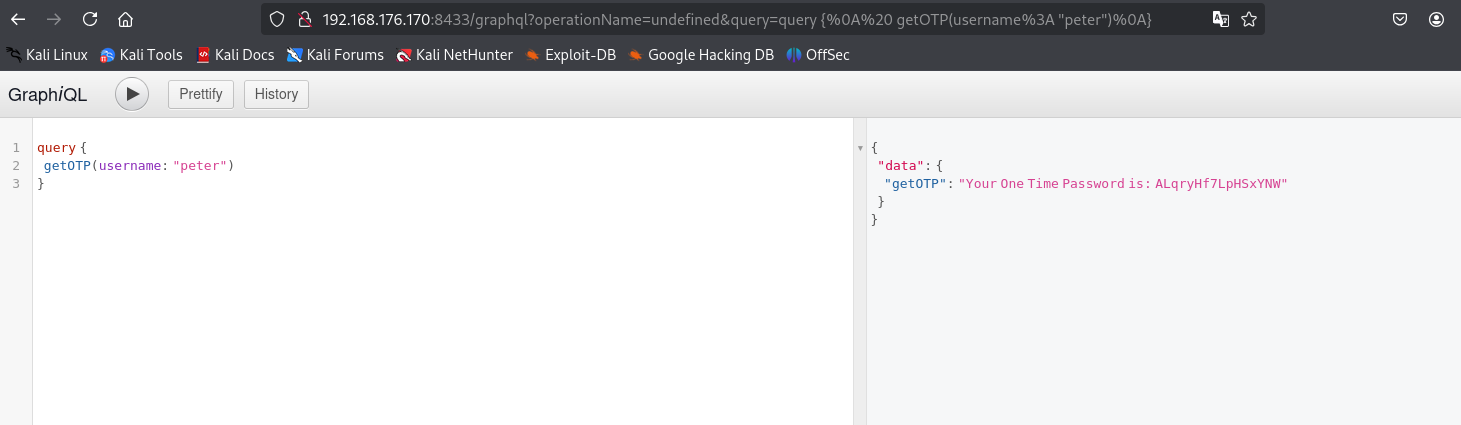 192.168.176.170:8433/graphql?operationName=undefined&query=query {%0A%20 getOTP(username%3A "peter")%0A}
Kali Linux Kali Tools Kali Docs Kali Forums Kali NetHunter Exploit-DB Google Hacking DB OffSec
GraphiQL Prettify History
1 query {
2 getOTP(username: "peter")
3 }
{
"data": {
"getOTP": "Your One Time Password is: ALqryHf7LpHSxYNW"
}
}